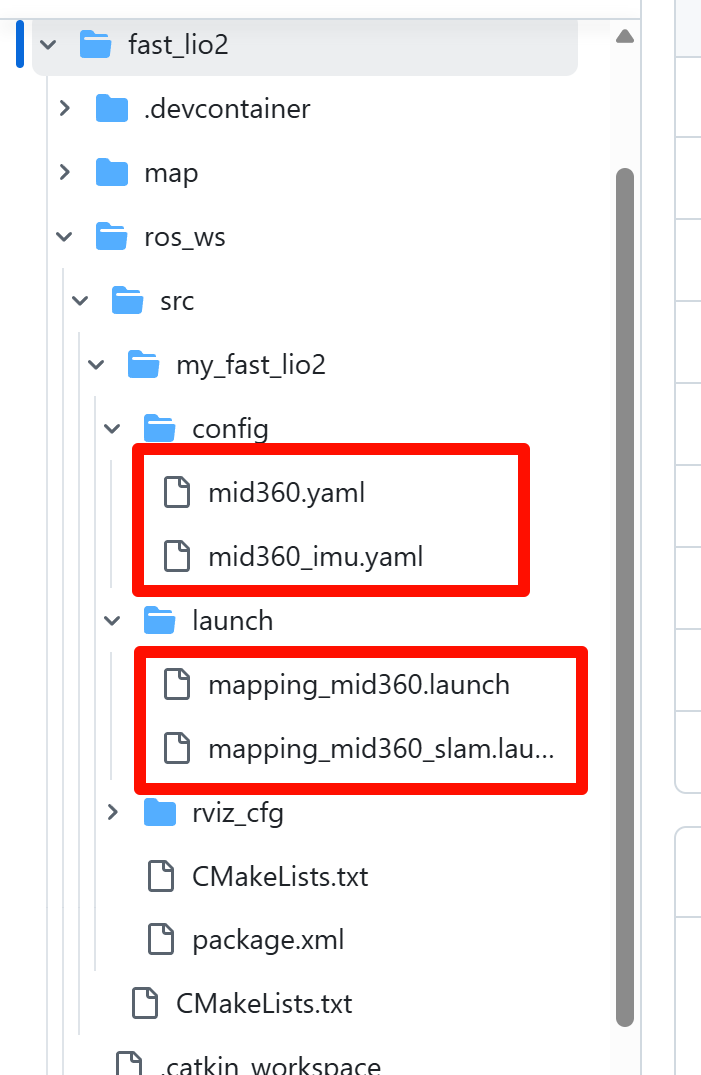 fast_lio2
.devcontainer
map
ros_ws
src
my_fast_lio2
config
mid360.yaml
mid360_imu.yaml
launch
mapping_mid360.launch
mapping_mid360_slam.lau...
rviz_cfg
CMakeLists.txt
package.xml
CMakeLists.txt
.catkin_workspace